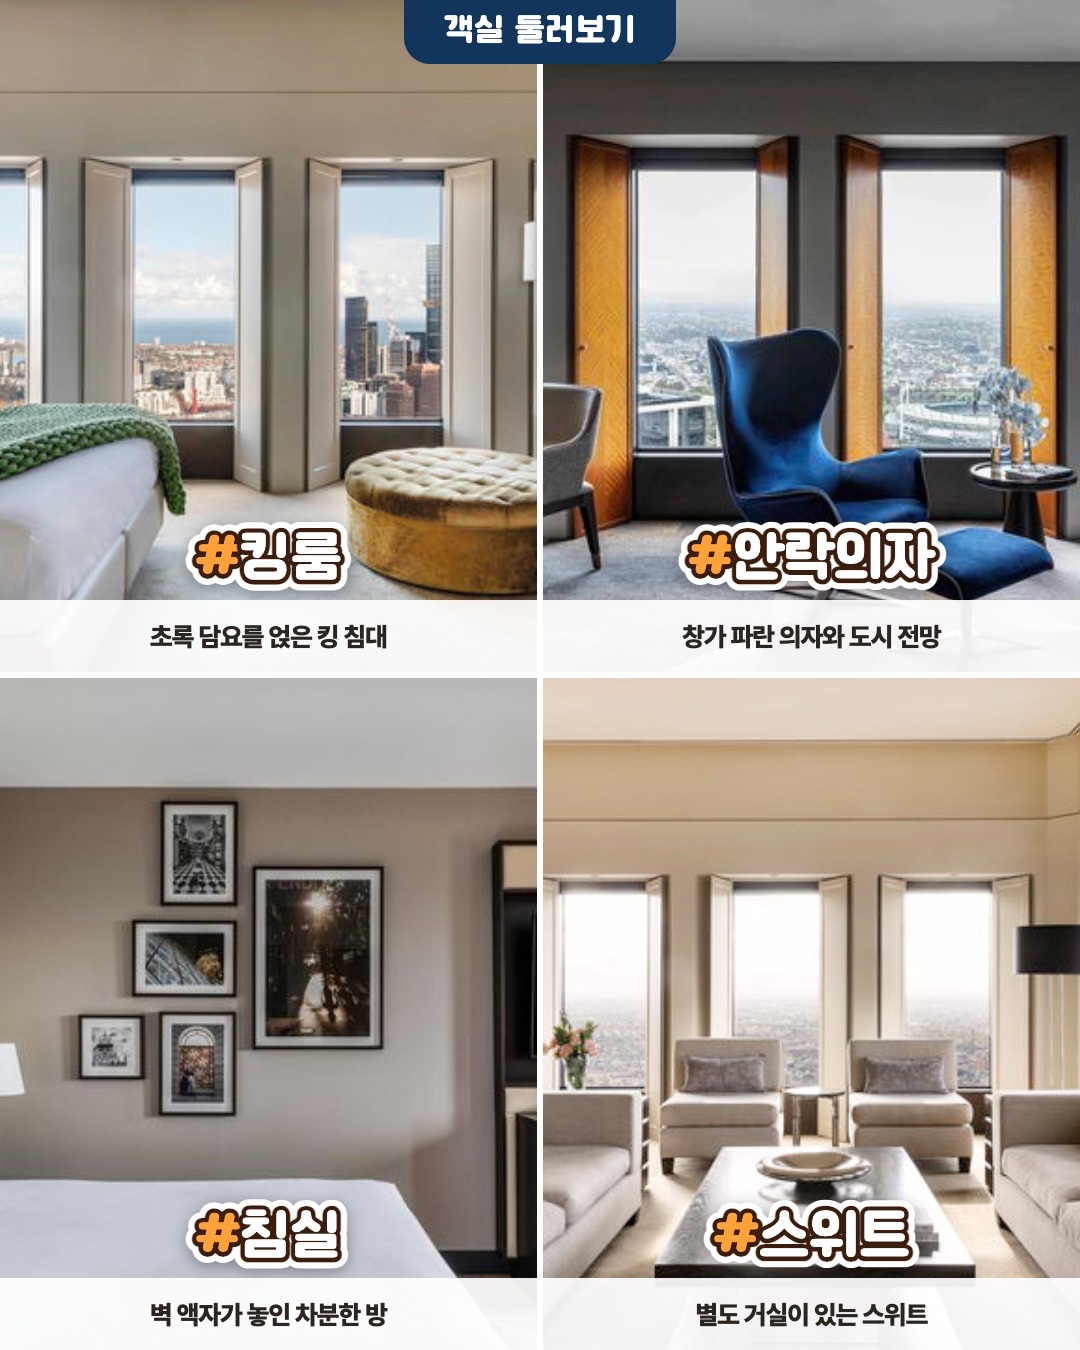 객실 둘러보기
#킹룸
초록 담요를 얹은 킹 침대
#안락의자
창가 파란 의자와 도시 전망
#침실
벽 액자가 놓인 차분한 방
#스위트
별도 거실이 있는 스위트